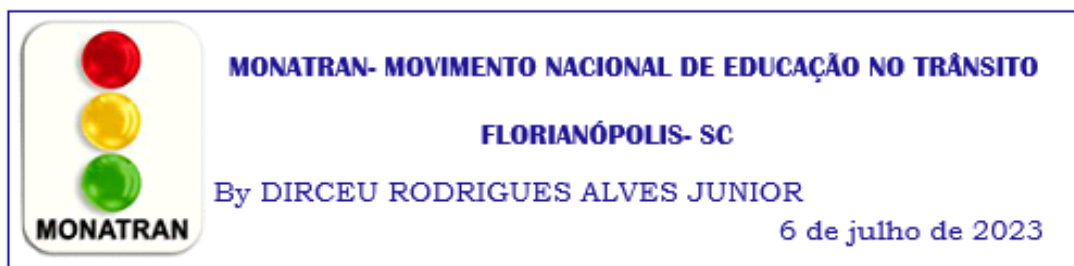 MONATRAN- MOVIMENTO NACIONAL DE EDUCAÇÃO NO TRÂNSITO
FLORIANÓPOLIS- SC
By DIRCEU RODRIGUES ALVES JUNIOR
MONATRAN
6 de julho de 2023